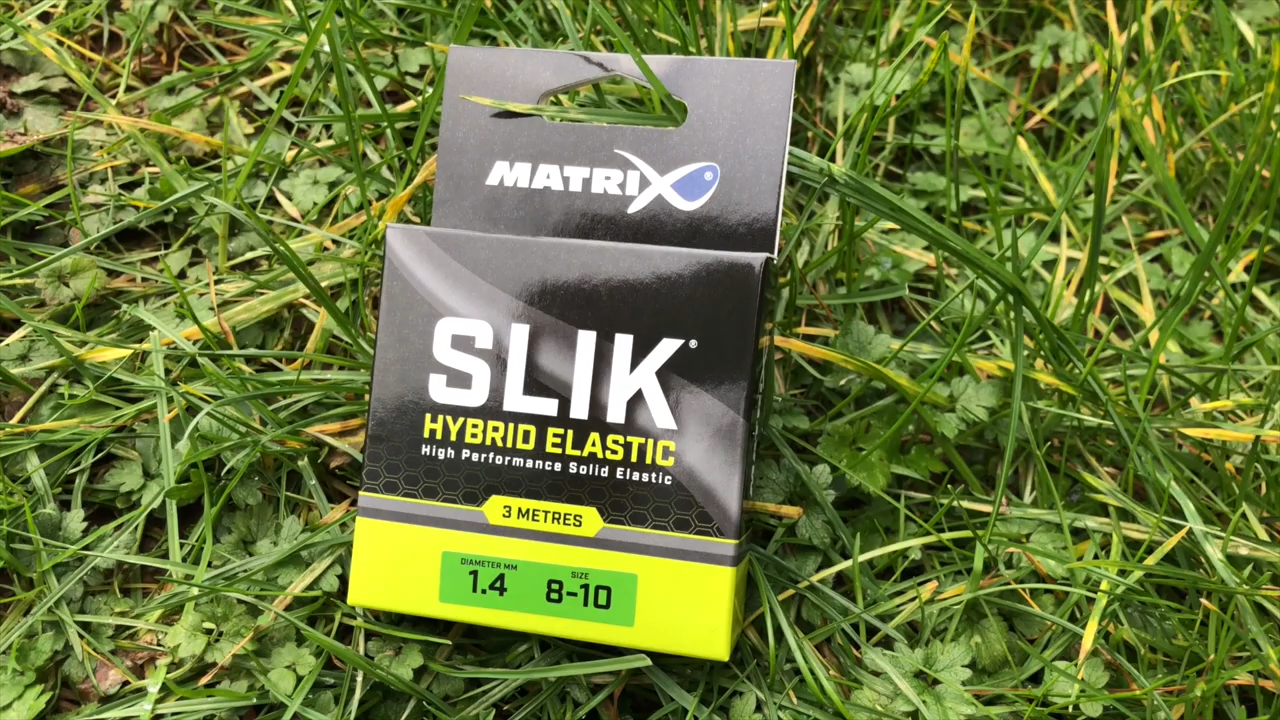 MATRIX®
SLIK®
HYBRID ELASTIC
High Performance Solid Elastic
3 METRES
DIAMETER MM SIZE
1.4 8-10